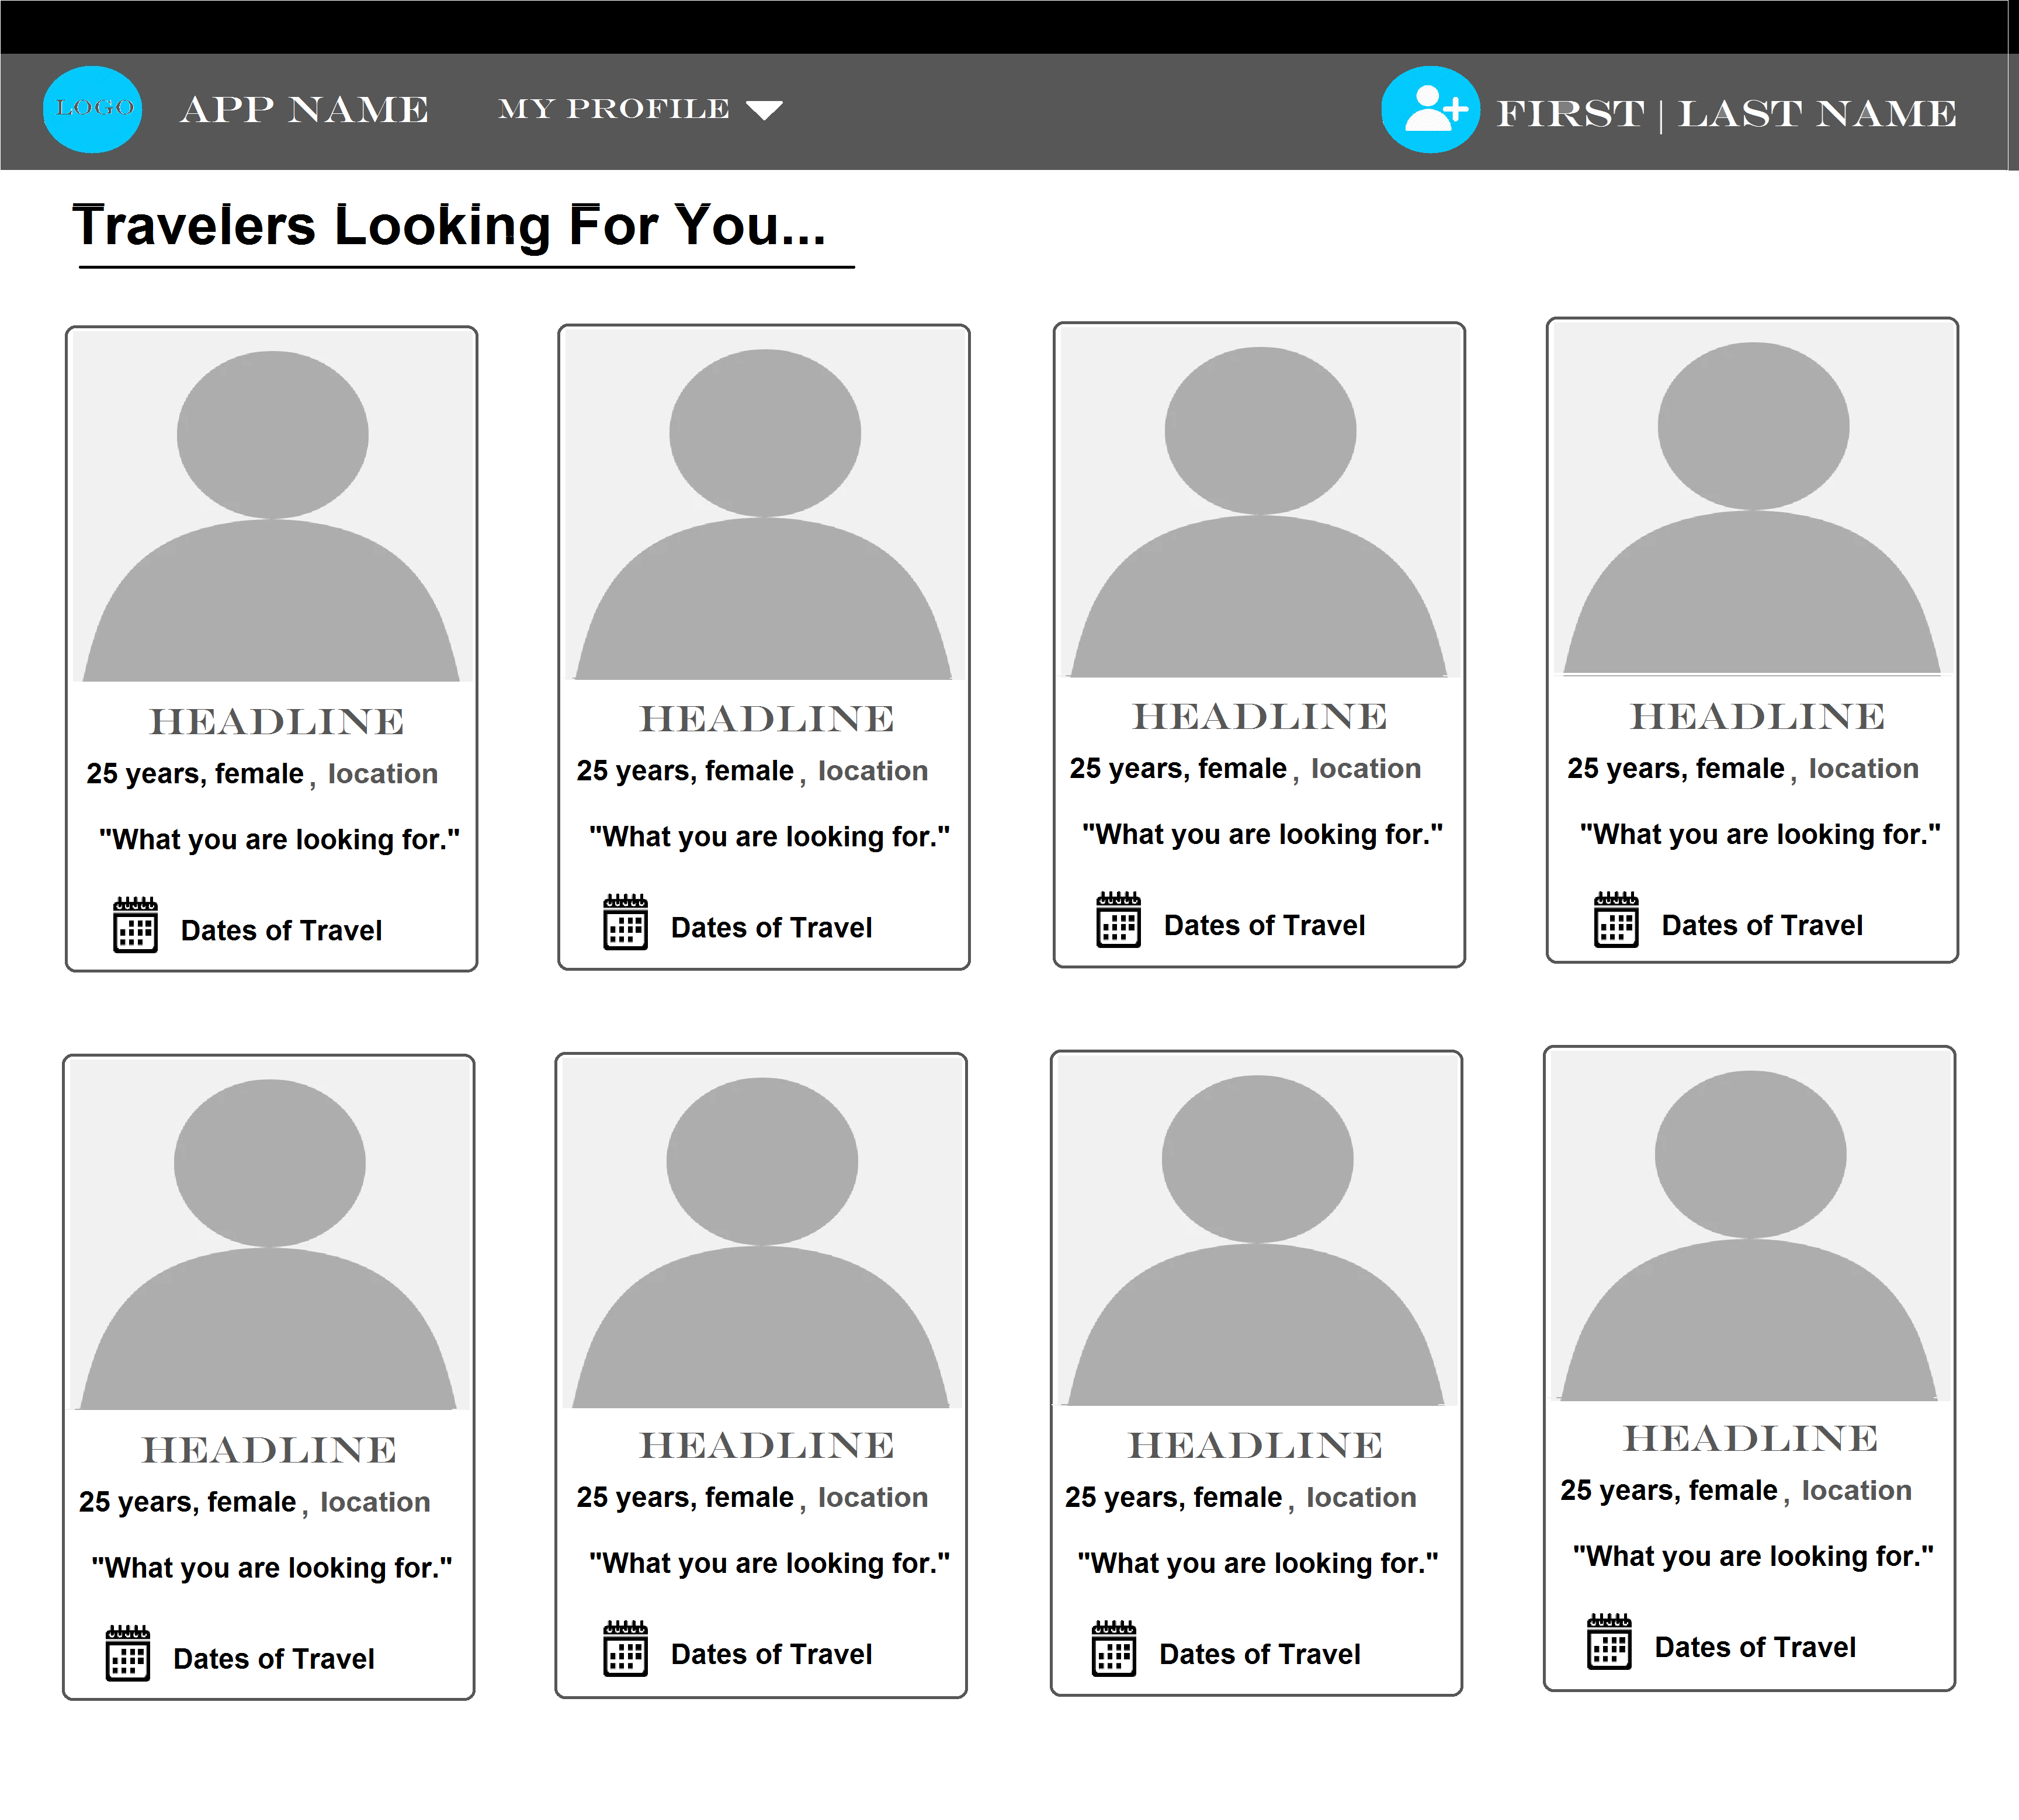 LOGO APP NAME MY PROFILE FIRST | LAST NAME
Travelers Looking For You...
HEADLINE
25 years, female, location
"What you are looking for."
Dates of Travel
HEADLINE
25 years, female, location
"What you are looking for."
Dates of Travel
HEADLINE
25 years, female, location
"What you are looking for."
Dates of Travel
HEADLINE
25 years, female, location
"What you are looking for."
Dates of Travel
HEADLINE
25 years, female, location
"What you are looking for."
Dates of Travel
HEADLINE
25 years, female, location
"What you are looking for."
Dates of Travel
HEADLINE
25 years, female, location
"What you are looking for."
Dates of Travel
HEADLINE
25 years, female, location
"What you are looking for."
Dates of Travel